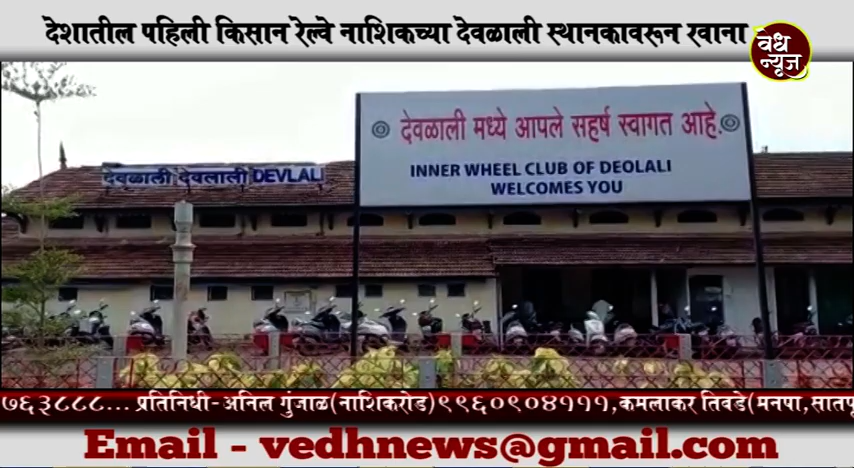 देशातील पहिली किसान रेल्वे नाशिकच्या देवळाली स्थानकावरून रवाना
वेध
न्यूज
देवळाली मध्ये आपले सहर्ष स्वागत आहे.
INNER WHEEL CLUB OF DEOLALI
WELCOMES YOU
देवळाली देवलाली DEVLALI
७६३८८८... प्रतिनिधी-अनिल गुंजाळ(नाशिकरोड)९९६०९०४१११,कमलाकर तिवडे(मनपा,सातपू
Email - vedhnews@gmail.com